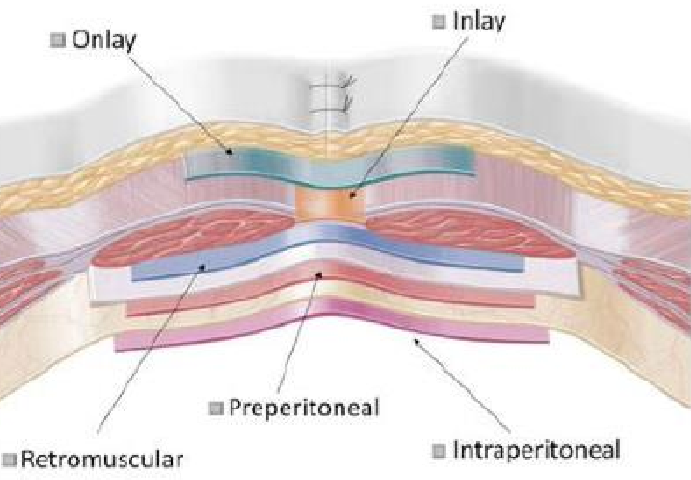 Inlay
Onlay
Preperitoneal
Intraperitoneal
Retromuscular